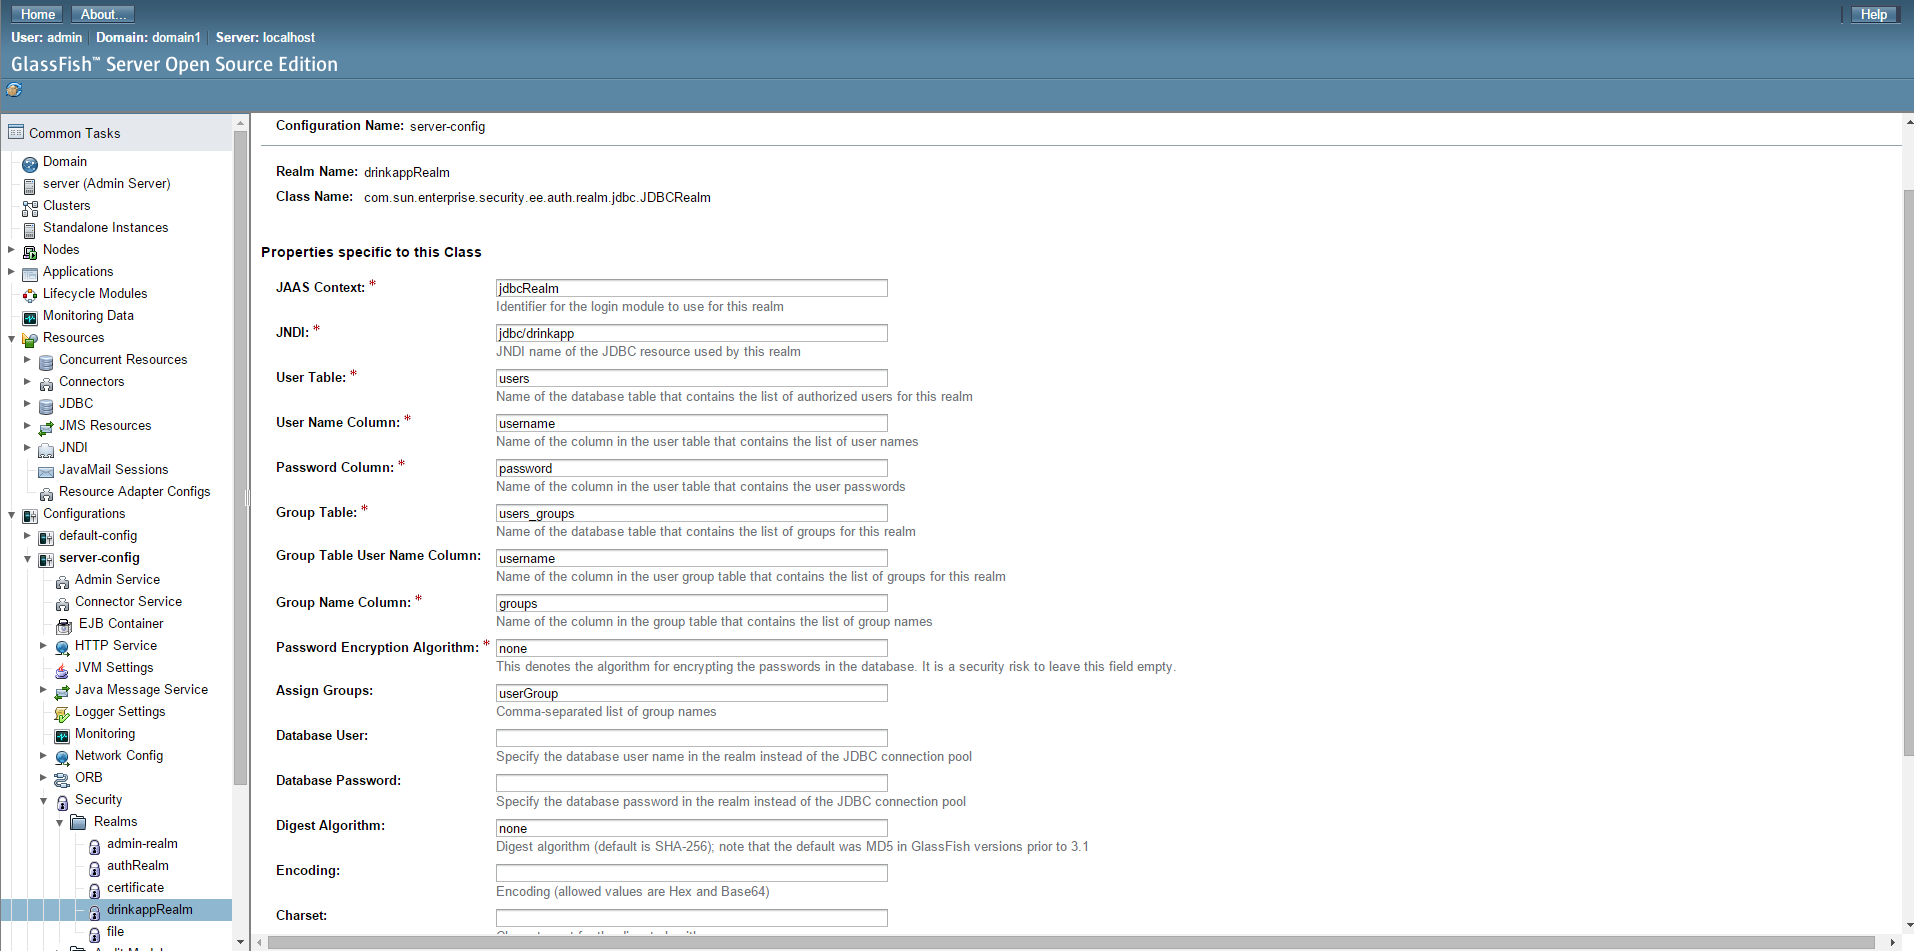 Home About...
Help
User: admin Domain: domain1 Server: localhost
GlassFish™ Server Open Source Edition
Common Tasks
Domain
server (Admin Server)
Clusters
Standalone Instances
Nodes
Applications
Lifecycle Modules
Monitoring Data
Resources
Concurrent Resources
Connectors
JDBC
JMS Resources
JNDI
JavaMail Sessions
Resource Adapter Configs
Configurations
default-config
server-config
Admin Service
Connector Service
EJB Container
HTTP Service
JVM Settings
Java Message Service
Logger Settings
Monitoring
Network Config
ORB
Security
Realms
admin-realm
authRealm
certificate
drinkappRealm
file
Configuration Name: server-config
Realm Name: drinkappRealm
Class Name: com.sun.enterprise.security.ee.auth.realm.jdbc.JDBCRealm
Properties specific to this Class
JAAS Context: * jdbcRealm
Identifier for the login module to use for this realm
JNDI: * jdbc/drinkapp
JNDI name of the JDBC resource used by this realm
User Table: * users
Name of the database table that contains the list of authorized users for this realm
User Name Column: * username
Name of the column in the user table that contains the list of user names
Password Column: * password
Name of the column in the user table that contains the user passwords
Group Table: * users_groups
Name of the database table that contains the list of groups for this realm
Group Table User Name Column: username
Name of the column in the user group table that contains the list of groups for this realm
Group Name Column: * groups
Name of the column in the group table that contains the list of group names
Password Encryption Algorithm: * none
This denotes the algorithm for encrypting the passwords in the database. It is a security risk to leave this field empty.
Assign Groups: userGroup
Comma-separated list of group names
Database User:
Specify the database user name in the realm instead of the JDBC connection pool
Database Password:
Specify the database password in the realm instead of the JDBC connection pool
Digest Algorithm: none
Digest algorithm (default is SHA-256); note that the default was MD5 in GlassFish versions prior to 3.1
Encoding:
Encoding (allowed values are Hex and Base64)
Charset: